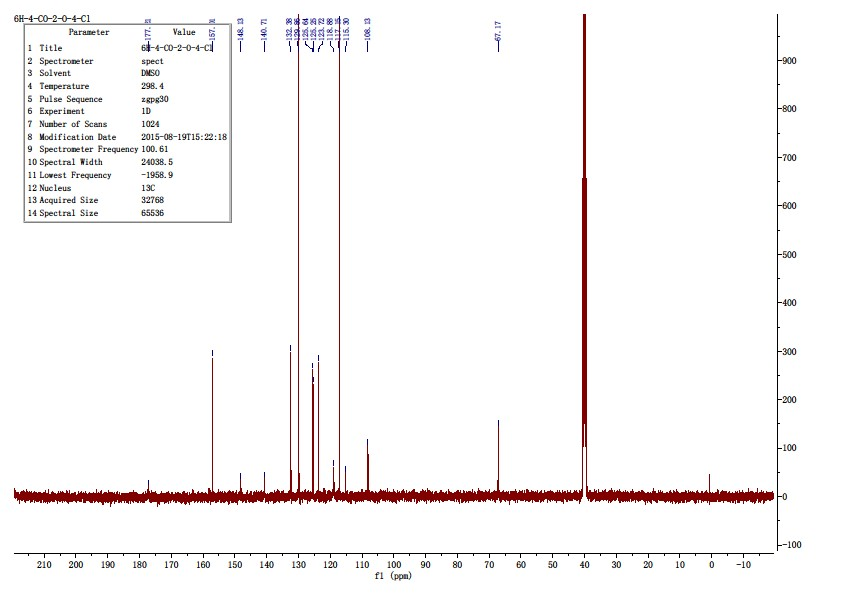 6H-4-CO-2-O-4-Cl
Parameter Value
1 Title 6H-4-CO-2-O-4-Cl
2 Spectrometer spect
3 Solvent DMSO
4 Temperature 298.4
5 Pulse Sequence zgpg30
6 Experiment 1D
7 Number of Scans 1024
8 Modification Date 2015-08-19T15:22:18
9 Spectrometer Frequency 100.61
10 Spectral Width 24038.5
11 Lowest Frequency -1958.9
12 Nucleus 13C
13 Acquired Size 32768
14 Spectral Size 65536
148.13
140.71
132.38
125.25
123.72
118.88
115.30
108.13
67.17
900
800
700
600
500
400
300
200
100
0
-100
210 200 190 180 170 160 150 140 130 120 110 100 90 80 70 60 50 40 30 20 10 0 -10
f1 (ppm)